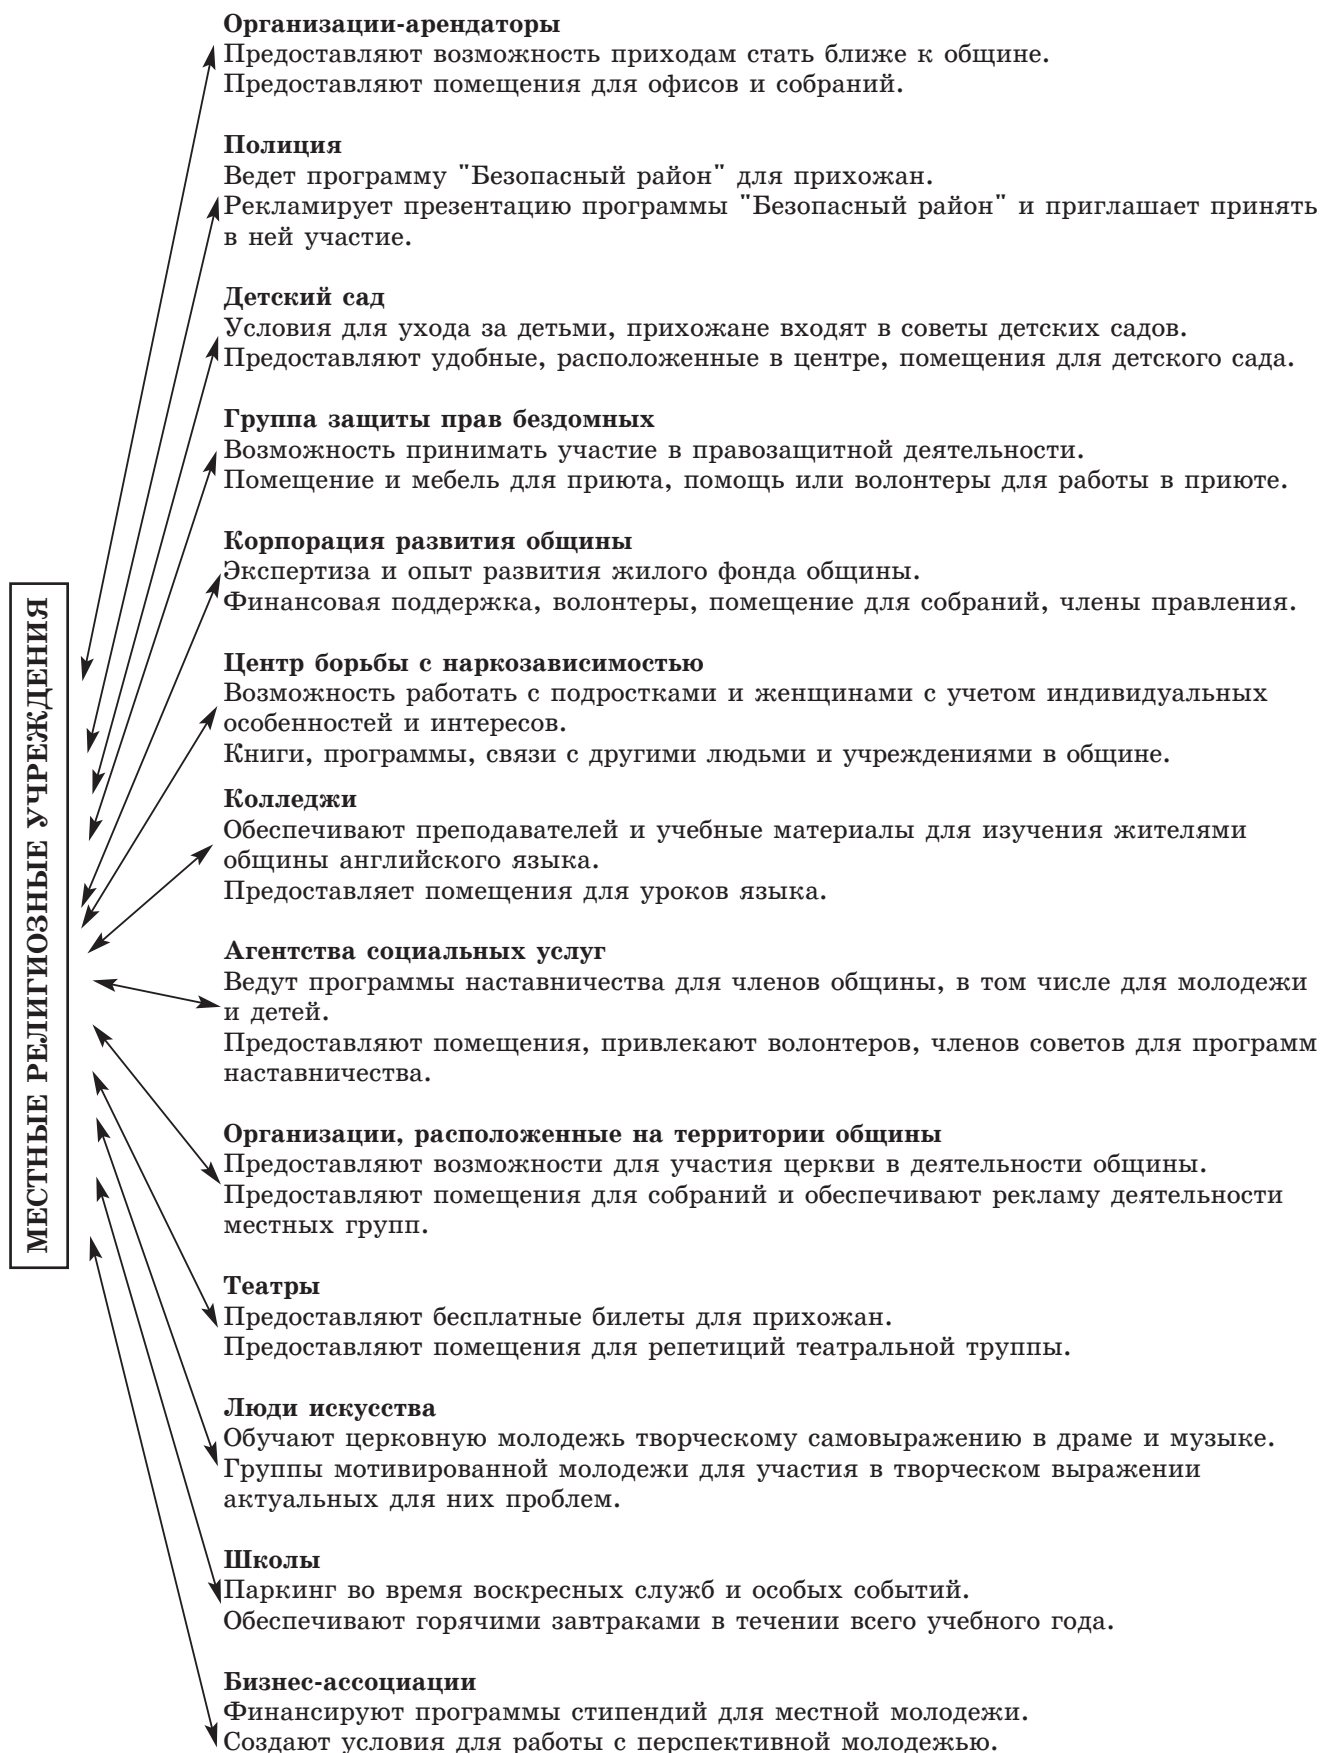 Организации-арендаторы
Предоставляют возможность приходам стать ближе к общине.
Предоставляют помещения для офисов и собраний.
Полиция
Ведет программу "Безопасный район" для прихожан.
Рекламирует презентацию программы "Безопасный район" и приглашает принять
в ней участие.
Детский сад
Условия для ухода за детьми, прихожане входят в советы детских садов.
Предоставляют удобные, расположенные в центре, помещения для детского сада.
Группа защиты прав бездомных
Возможность принимать участие в правозащитной деятельности.
Помещение и мебель для приюта, помощь или волонтеры для работы в приюте.
Корпорация развития общины
Экспертиза и опыт развития жилого фонда общины.
Финансовая поддержка, волонтеры, помещение для собраний, члены правления.
МЕСТНЫЕ РЕЛИГИОЗНЫЕ УЧРЕЖДЕНИЯ
Центр борьбы с наркозависимостью
Возможность работать с подростками и женщинами с учетом индивидуальных
особенностей и интересов.
Книги, программы, связи с другими людьми и учреждениями в общине.
Колледжи
Обеспечивают преподавателей и учебные материалы для изучения жителями
общины английского языка.
Предоставляет помещения для уроков языка.
Агентства социальных услуг
Ведут программы наставничества для членов общины, в том числе для молодежи
и детей.
Предоставляют помещения, привлекают волонтеров, членов советов для программ
наставничества.
Организации, расположенные на территории общины
Предоставляют возможности для участия церкви в деятельности общины.
Предоставляют помещения для собраний и обеспечивают рекламу деятельности
местных групп.
Театры
Предоставляют бесплатные билеты для прихожан.
Предоставляют помещения для репетиций театральной труппы.
Люди искусства
Обучают церковную молодежь творческому самовыражению в драме и музыке.
Группы мотивированной молодежи для участия в творческом выражении
актуальных для них проблем.
Школы
Паркинг во время воскресных служб и особых событий.
Обеспечивают горячими завтраками в течении всего учебного года.
Бизнес-ассоциации
Финансируют программы стипендий для местной молодежи.
Создают условия для работы с перспективной молодежью.